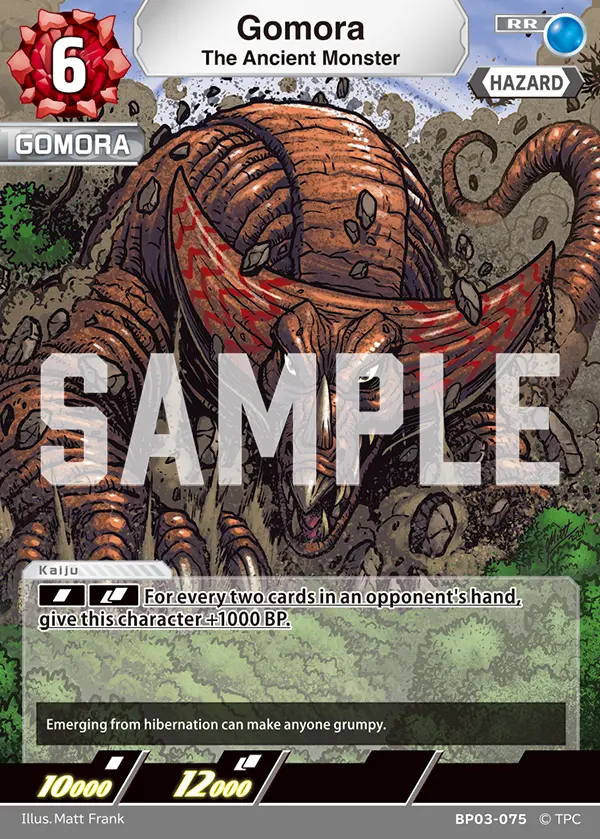 6
Gomora
The Ancient Monster
RR
HAZARD
GOMORA
SAMPLE
Kaiju
For every two cards in an opponent's hand,
give this character +1000 BP.
Emerging from hibernation can make anyone grumpy.
10000
12000
Illus. Matt Frank
BP03-075 © TPC